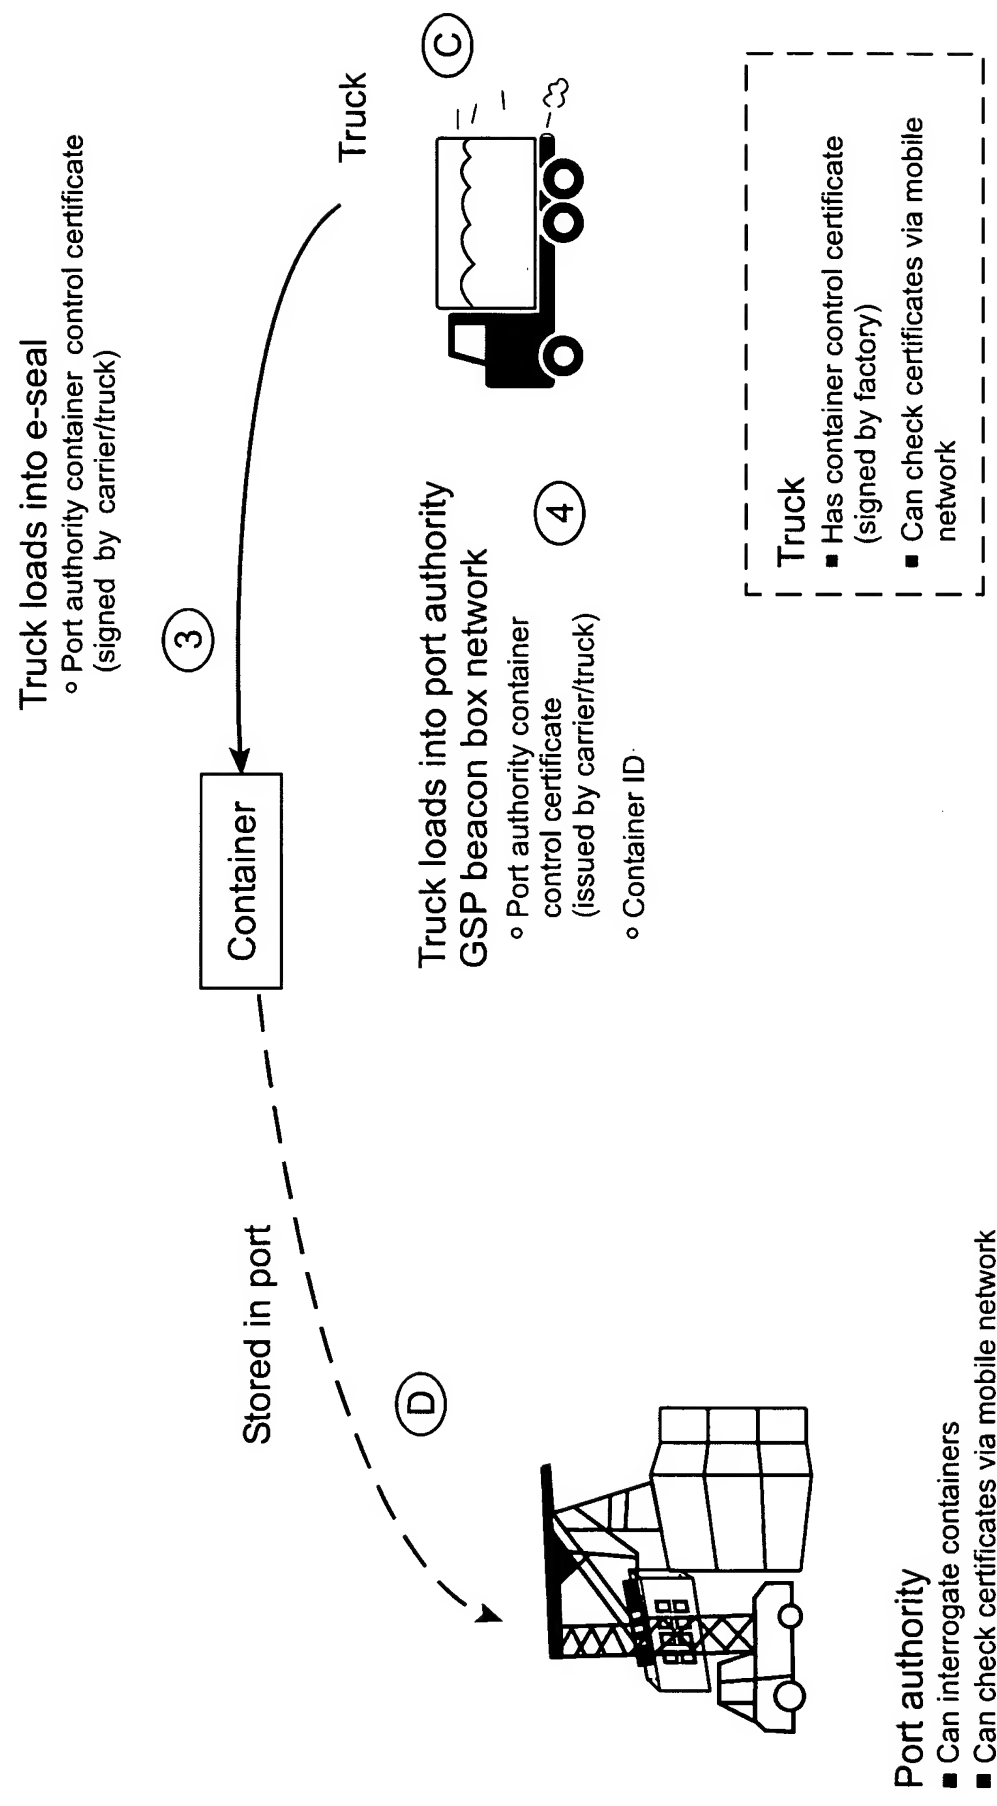 Truck loads into e-seal
o Port authority container control certificate
(signed by carrier/truck)
3
Container
Stored in port
Truck
C
Truck loads into port authority
GSP beacon box network
o Port authority container
control certificate
(issued by carrier/truck)
o Container ID
4
D
Truck
■ Has container control certificate
(signed by factory)
■ Can check certificates via mobile
network
Port authority
■ Can interrogate containers
■ Can check certificates via mobile network